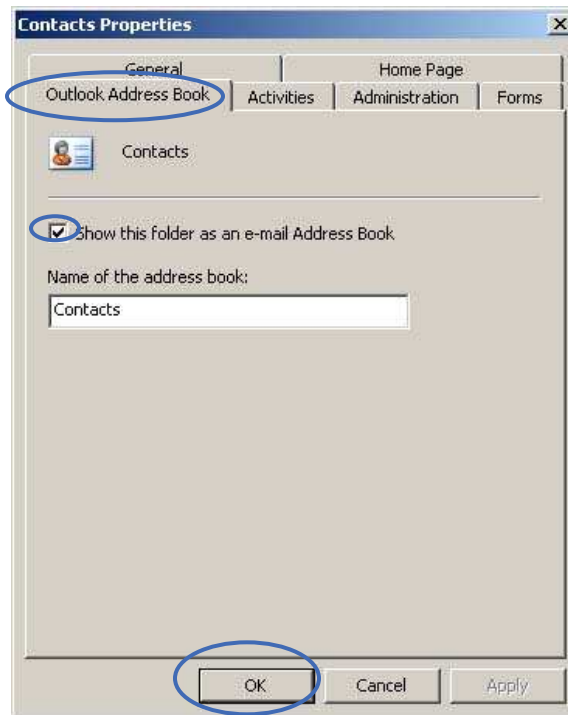 Contacts Properties
General Home Page
Outlook Address Book Activities Administration Forms
Contacts
Show this folder as an e-mail Address Book
Name of the address book:
Contacts
OK Cancel Apply